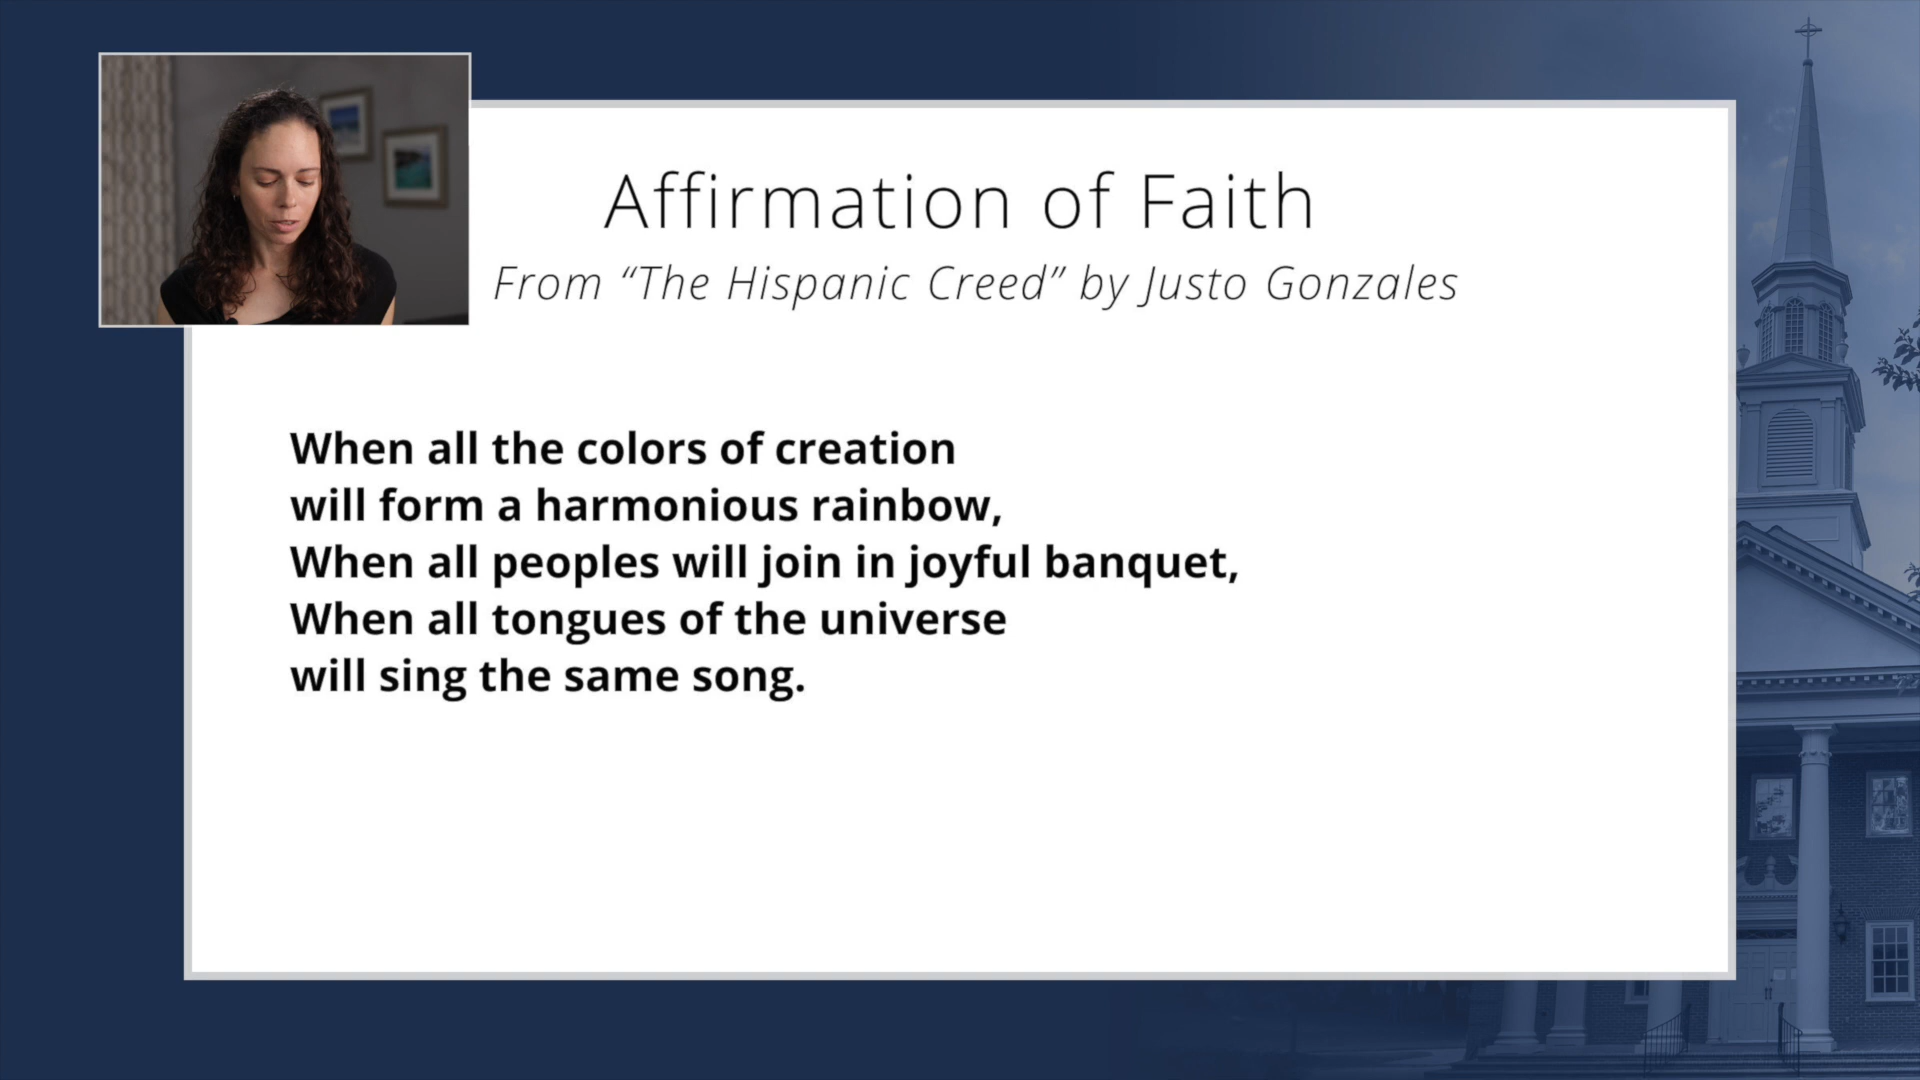 Affirmation of Faith
From “The Hispanic Creed” by Justo Gonzales
When all the colors of creation
will form a harmonious rainbow,
When all peoples will join in joyful banquet,
When all tongues of the universe
will sing the same song.